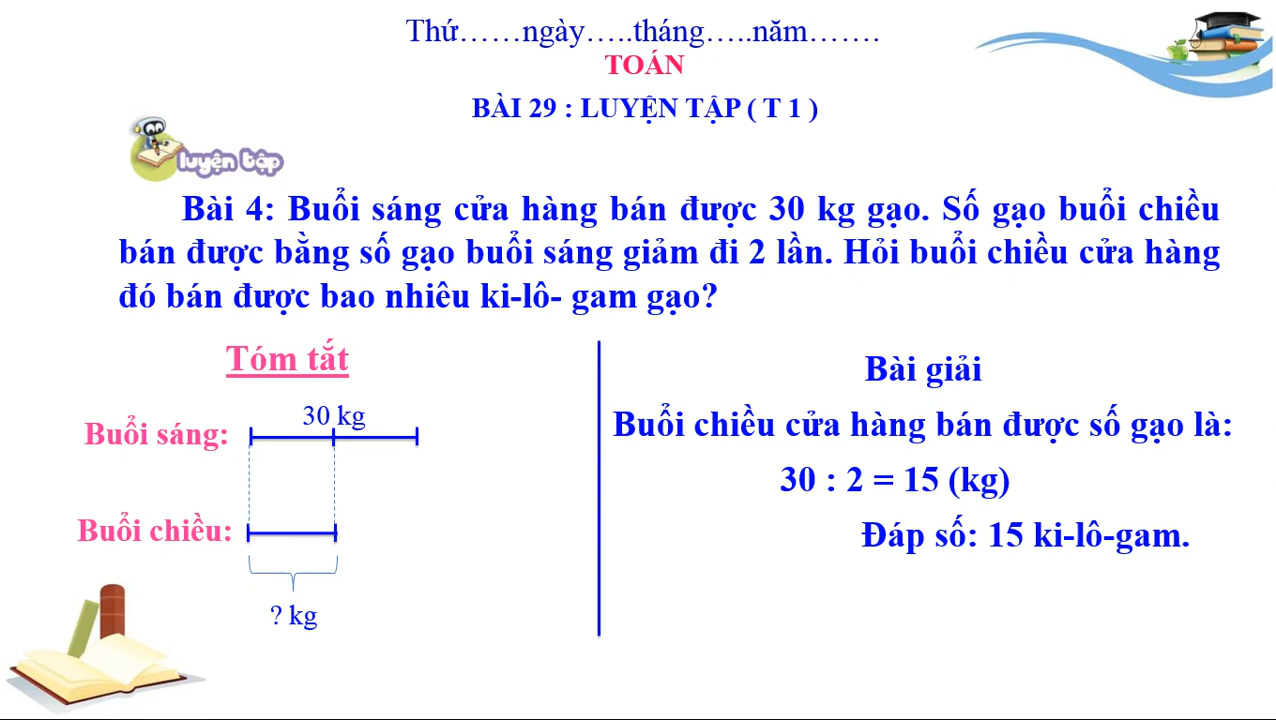 Thứ……ngày…..tháng…..năm…….
TOÁN
BÀI 29 : LUYỆN TẬP ( T 1 )
luyện tập
Bài 4: Buổi sáng cửa hàng bán được 30 kg gạo. Số gạo buổi chiều
bán được bằng số gạo buổi sáng giảm đi 2 lần. Hỏi buổi chiều cửa hàng
đó bán được bao nhiêu ki-lô- gam gạo?
Tóm tắt
30 kg
Buổi sáng:
Buổi chiều:
? kg
Bài giải
Buổi chiều cửa hàng bán được số gạo là:
30 : 2 = 15 (kg)
Đáp số: 15 ki-lô-gam.